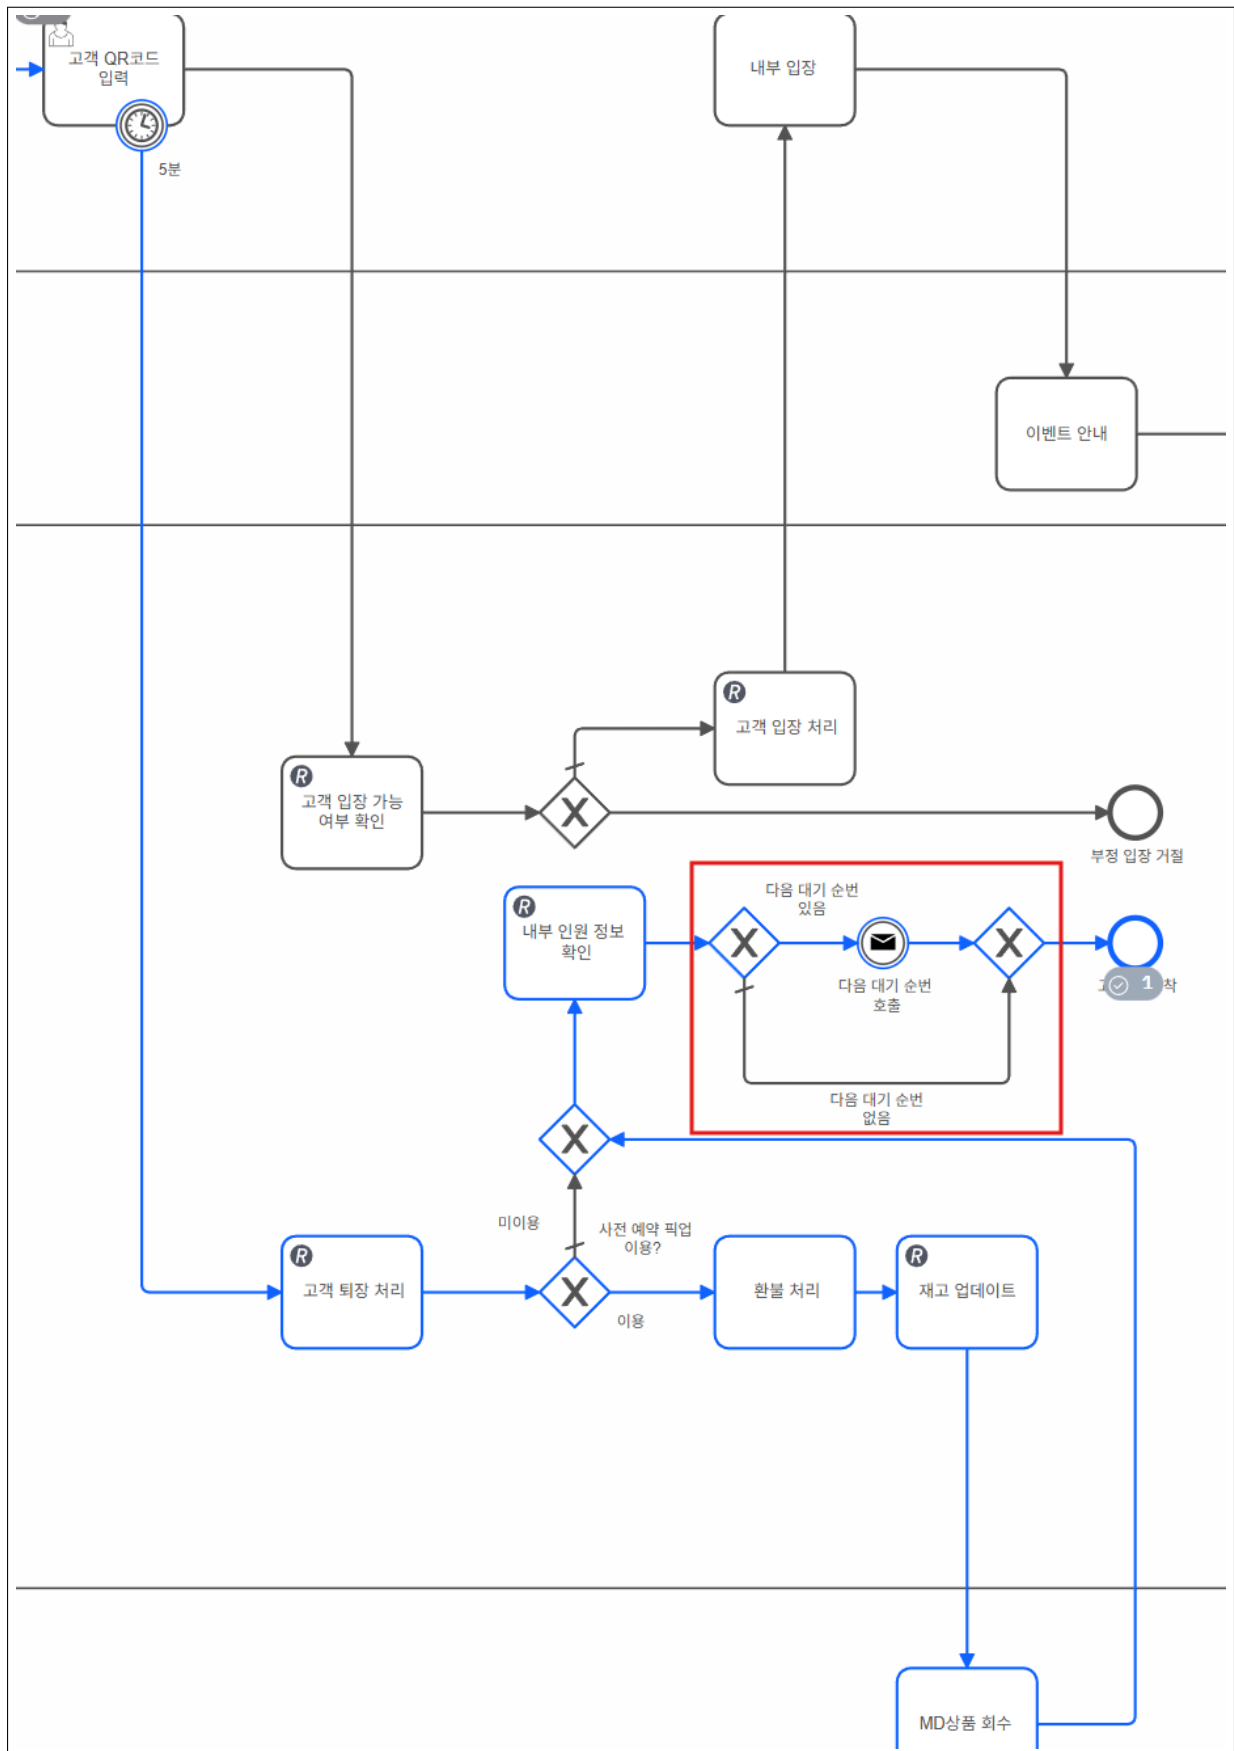 고객 QR코드
입력
5분
내부 입장
이벤트 안내
R
고객 입장 처리
R
고객 입장 가능
여부 확인
X
부정 입장 거절
R
내부 인원 정보
확인
다음 대기 순번
있음
X
다음 대기 순번
호출
X
1
착
다음 대기 순번
없음
X
미이용
사전 예약 픽업
이용?
R
고객 퇴장 처리
X
이용
환불 처리
R
재고 업데이트
MD상품 회수